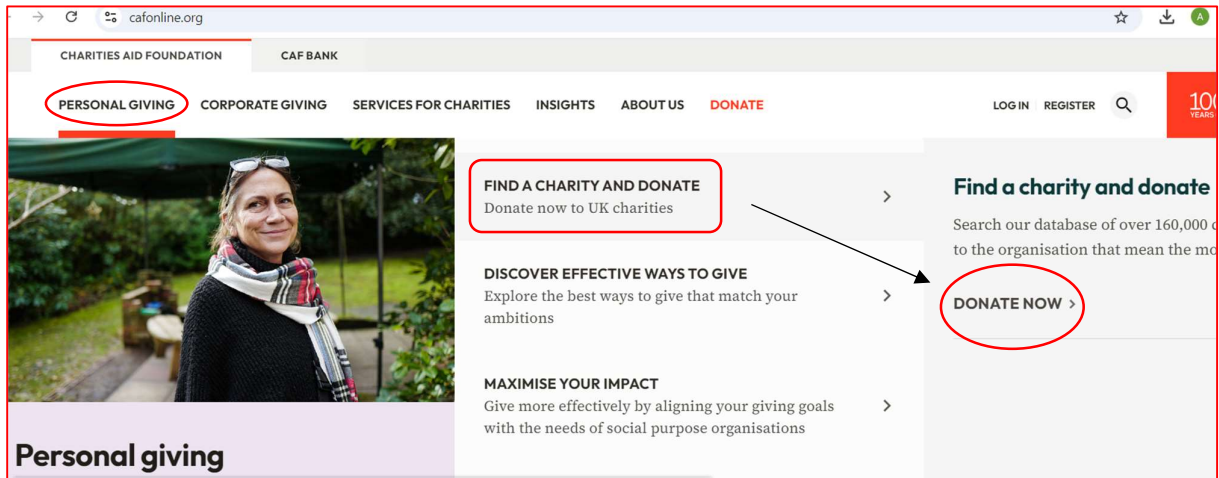 cafonline.org
A
CHARITIES AID FOUNDATION CAF BANK
PERSONAL GIVING CORPORATE GIVING SERVICES FOR CHARITIES INSIGHTS ABOUT US DONATE LOG IN REGISTER
100
YEARS
FIND A CHARITY AND DONATE
Donate now to UK charities
DISCOVER EFFECTIVE WAYS TO GIVE
Explore the best ways to give that match your
ambitions
MAXIMISE YOUR IMPACT
Give more effectively by aligning your giving goals
with the needs of social purpose organisations
Find a charity and donate
Search our database of over 160,000
to the organisation that mean the
DONATE NOW
Personal giving